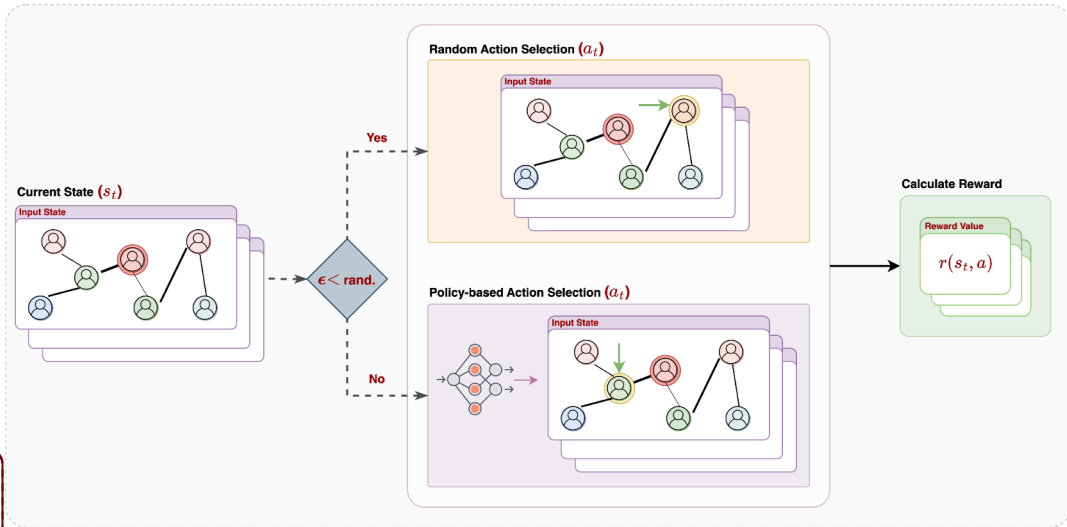 Random Action Selection (a_t)
Input State
Yes
Current State (s_t)
Input State
ϵ< rand.
Calculate Reward
Reward Value
r(s_t, a)
Policy-based Action Selection (a_t)
Input State
No